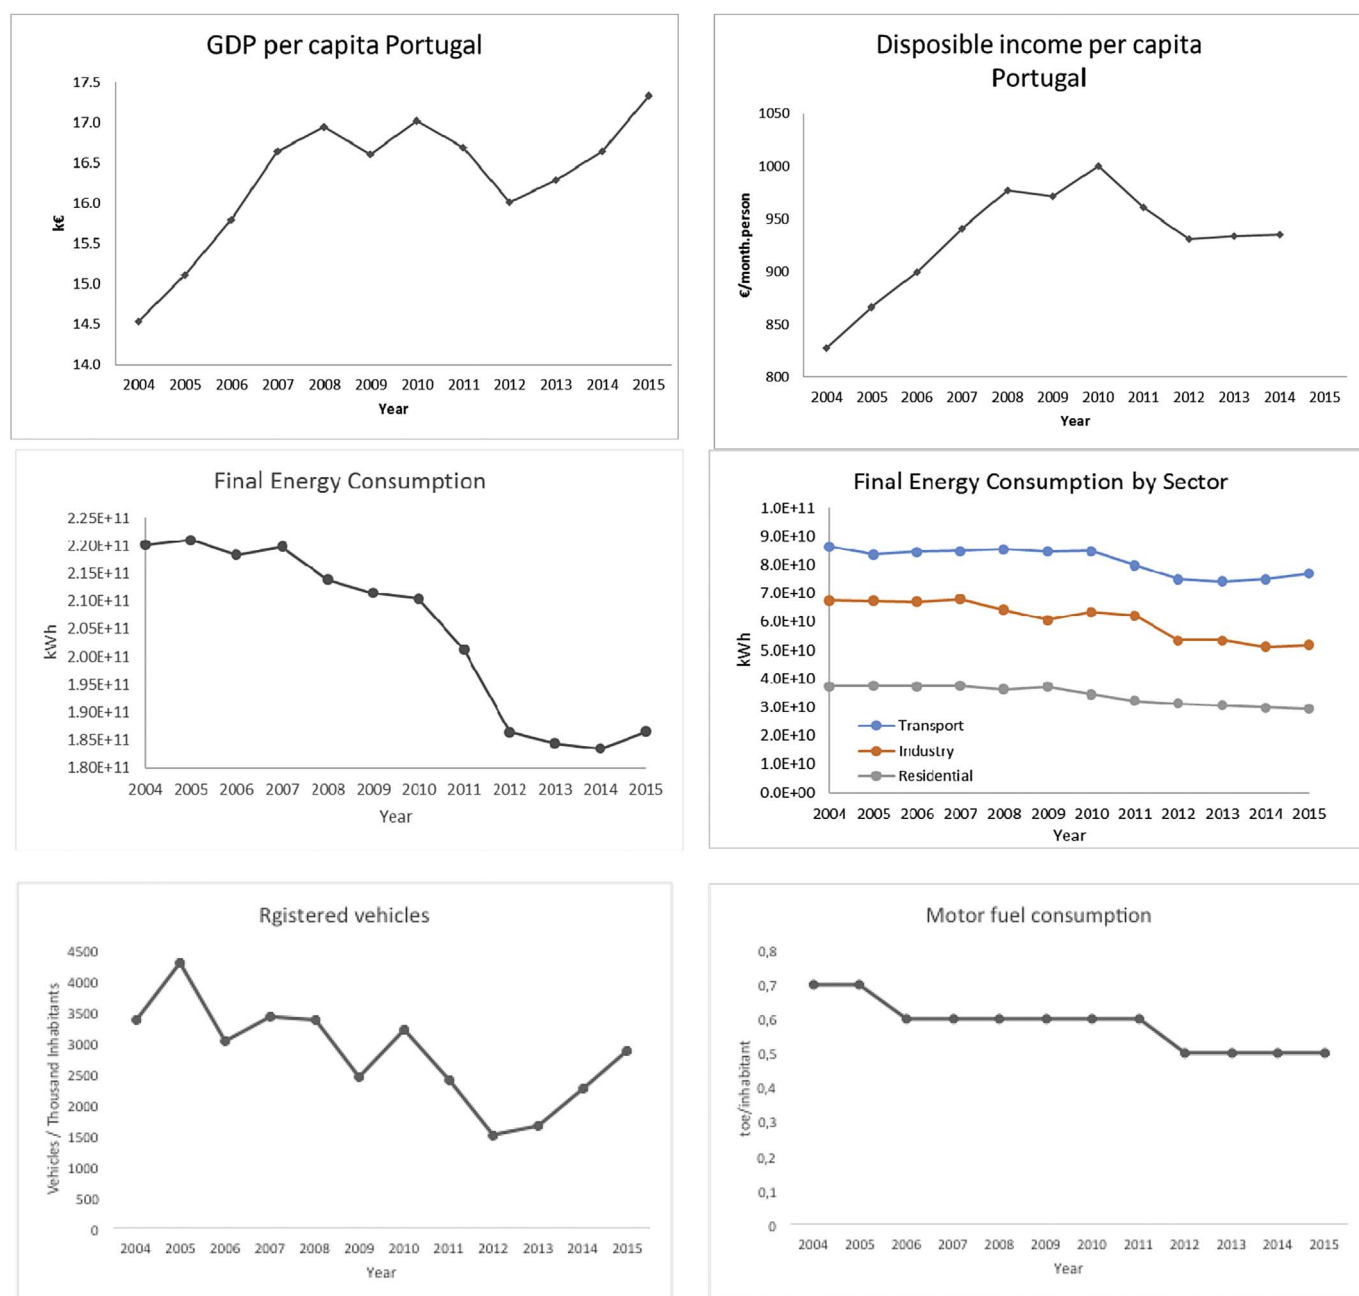 GDP per capita Portugal
17.5
17.0
16.5
16.0
15.5
15.0
14.5
14.0
k€
2004 2005 2006 2007 2008 2009 2010 2011 2012 2013 2014 2015
Year
Disposible income per capita
Portugal
1050
1000
950
900
850
800
€/month.person
2004 2005 2006 2007 2008 2009 2010 2011 2012 2013 2014 2015
Year
Final Energy Consumption
2.25E+11
2.20E+11
2.15E+11
2.10E+11
2.05E+11
2.00E+11
1.95E+11
1.90E+11
1.85E+11
1.80E+11
kWh
2004 2005 2006 2007 2008 2009 2010 2011 2012 2013 2014 2015
Year
Final Energy Consumption by Sector
1.0E+11
9.0E+10
8.0E+10
7.0E+10
6.0E+10
5.0E+10
4.0E+10
3.0E+10
2.0E+10
1.0E+10
0.0E+00
kWh
Transport
Industry
Residential
2004 2005 2006 2007 2008 2009 2010 2011 2012 2013 2014 2015
Year
Rgistered vehicles
4500
4000
3500
3000
2500
2000
1500
1000
500
0
Vehicles / Thousand Inhabitants
2004 2005 2006 2007 2008 2009 2010 2011 2012 2013 2014 2015
Year
Motor fuel consumption
0,8
0,7
0,6
0,5
0,4
0,3
0,2
0,1
0
toe/inhabitant
2004 2005 2006 2007 2008 2009 2010 2011 2012 2013 2014 2015
Year